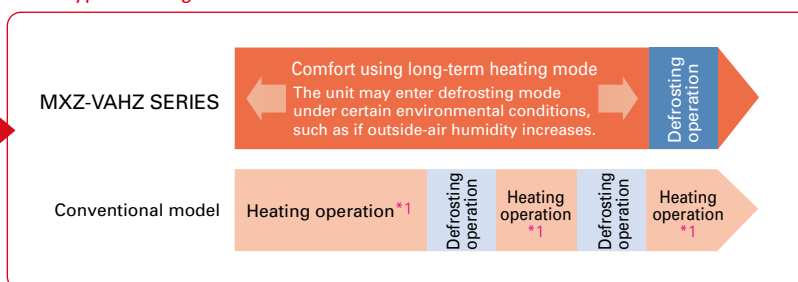 Comfort using long-term heating mode
MXZ-VAHZ SERIES
The unit may enter defrosting mode
under certain environmental conditions,
such as if outside-air humidity increases.
Defrosting
operation
Conventional model
Heating operation*1
Defrosting
operation
Heating
operation
*1
Defrosting
operation
Heating
operation
*1